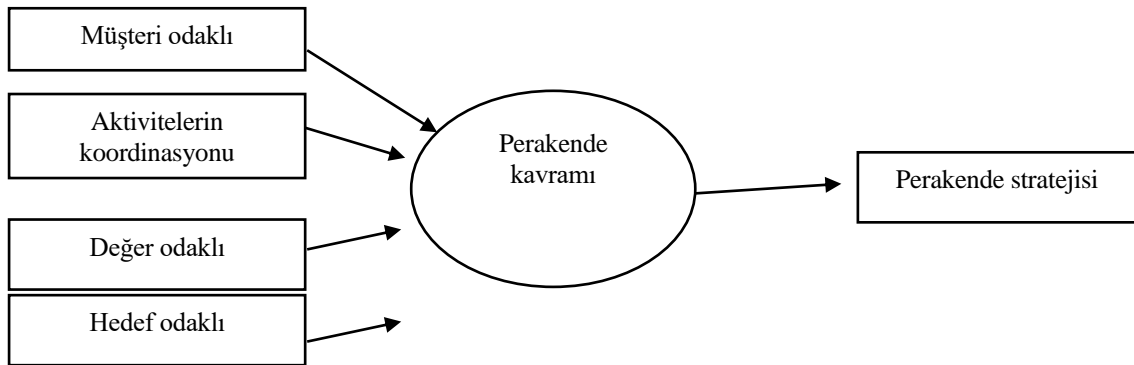 Müşteri odaklı
Aktivitelerin
koordinasyonu
Değer odaklı
Hedef odaklı
Perakende
kavramı
Perakende stratejisi